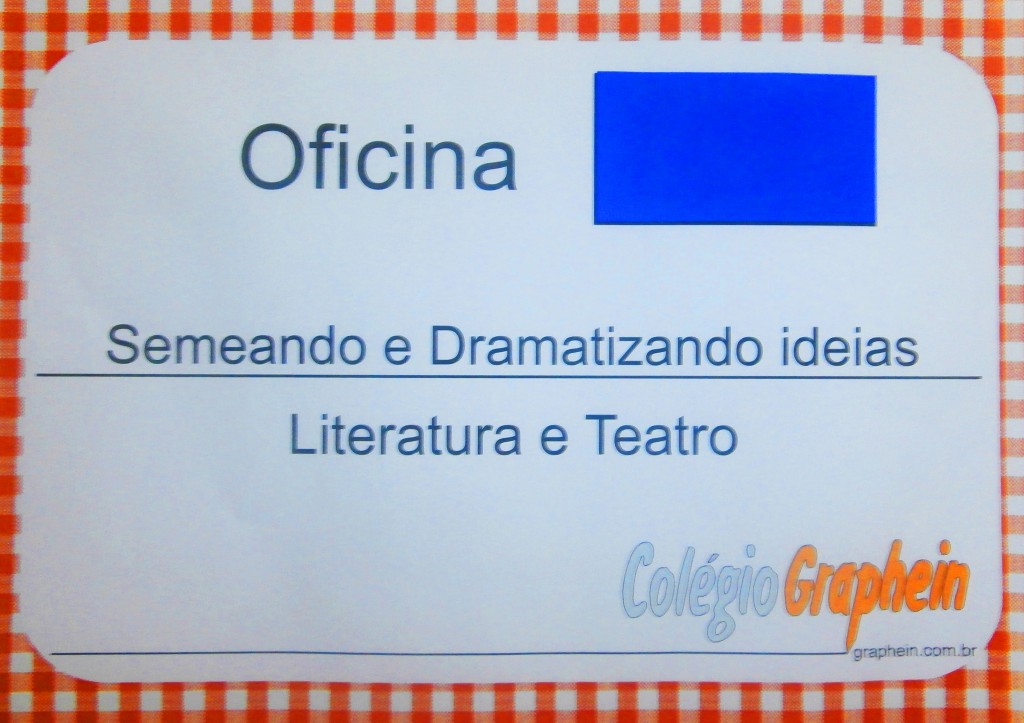 Oficina
Semeando e Dramatizando ideias
Literatura e Teatro
Colégio Graphein
graphein.com.br